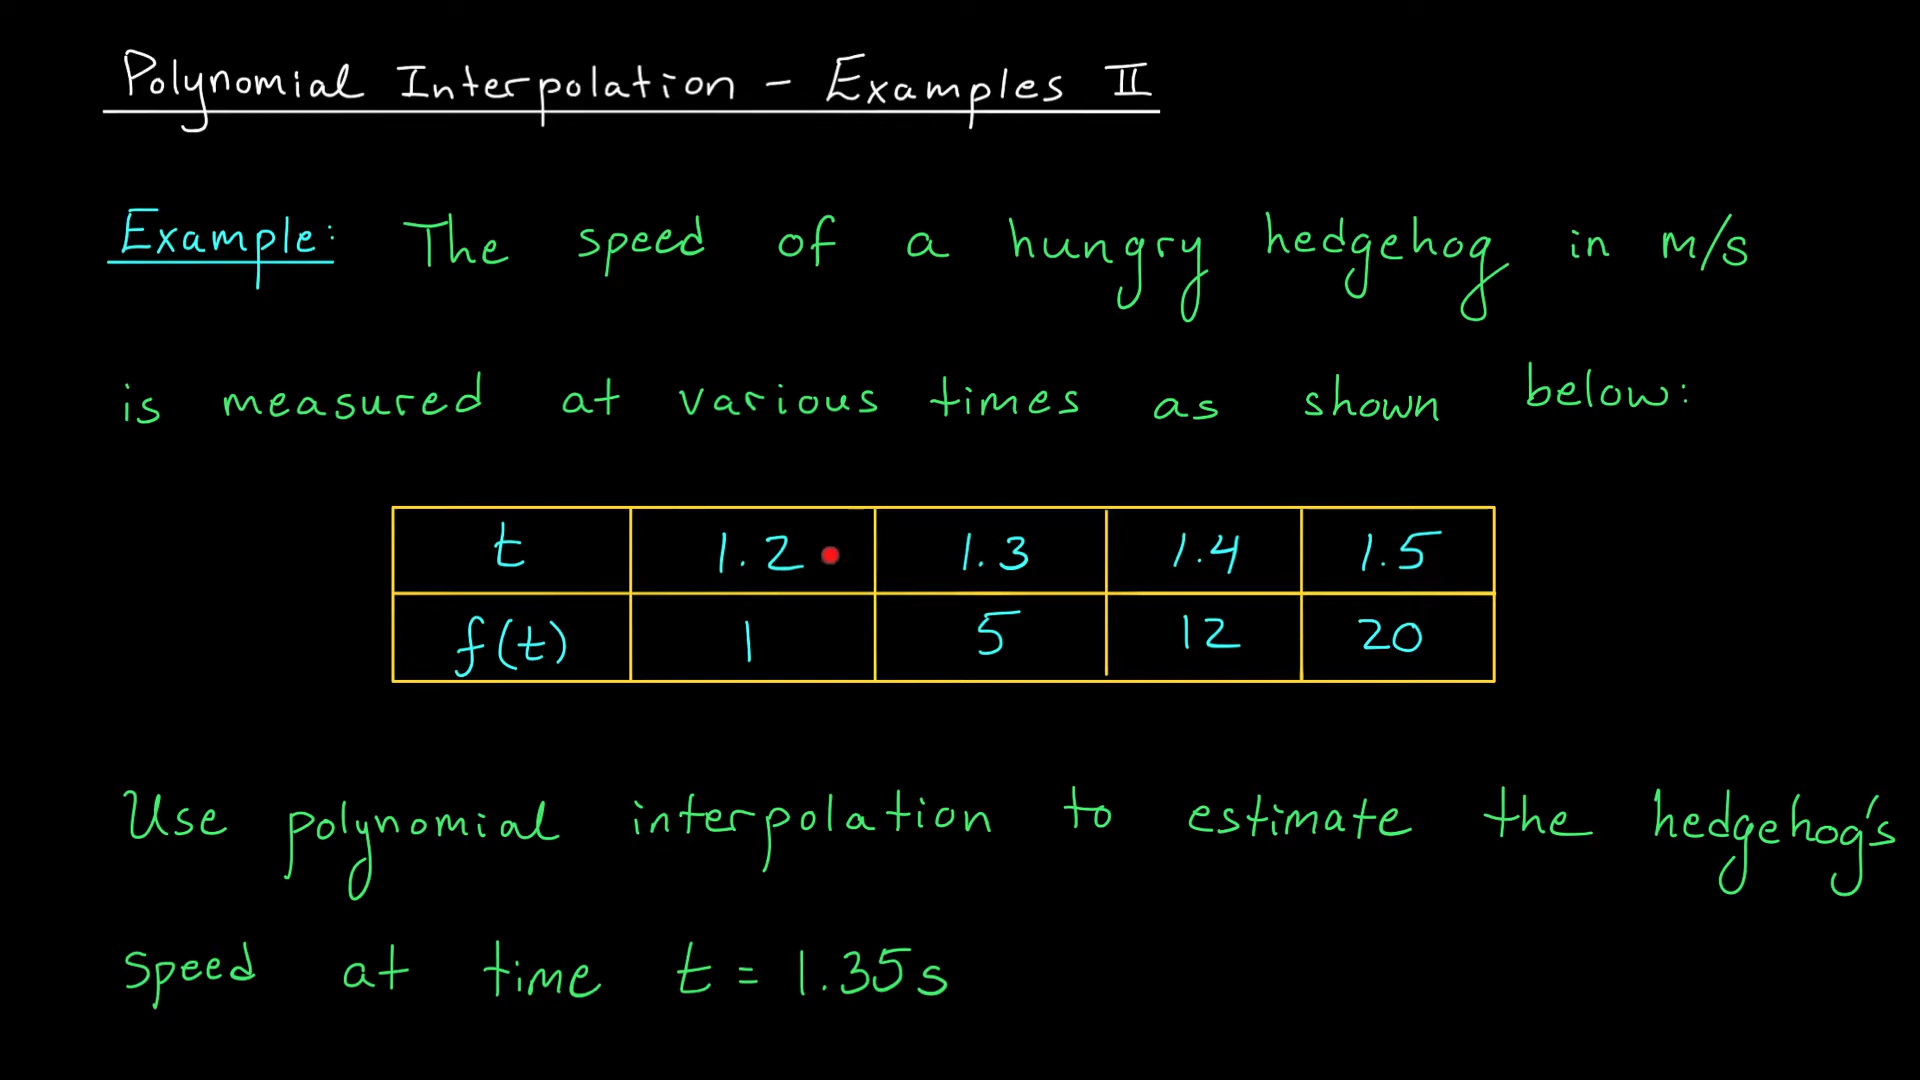 Polynomial Interpolation - Examples II
Example: The speed of a hungry hedgehog in m/s
is measured at various times as shown below:
t 1.2 1.3 1.4 1.5
f(t) 1 5 12 20
Use polynomial interpolation to estimate the hedgehog's
speed at time t = 1.35s